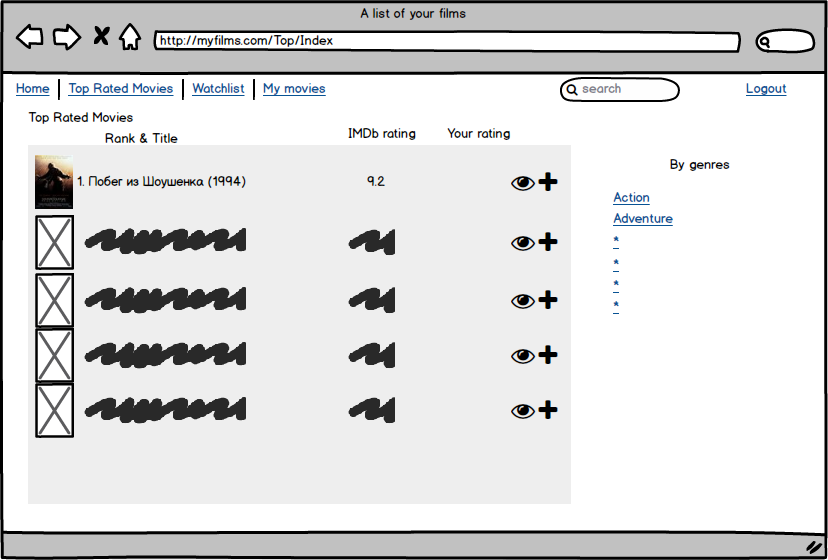 A list of your films
http://myfilms.com/Top/Index
Home Top Rated Movies Watchlist My movies search Logout
Top Rated Movies
Rank & Title IMDb rating Your rating
1. Побег из Шоушенка (1994) 9.2
By genres
Action
Adventure
*
*
*
*